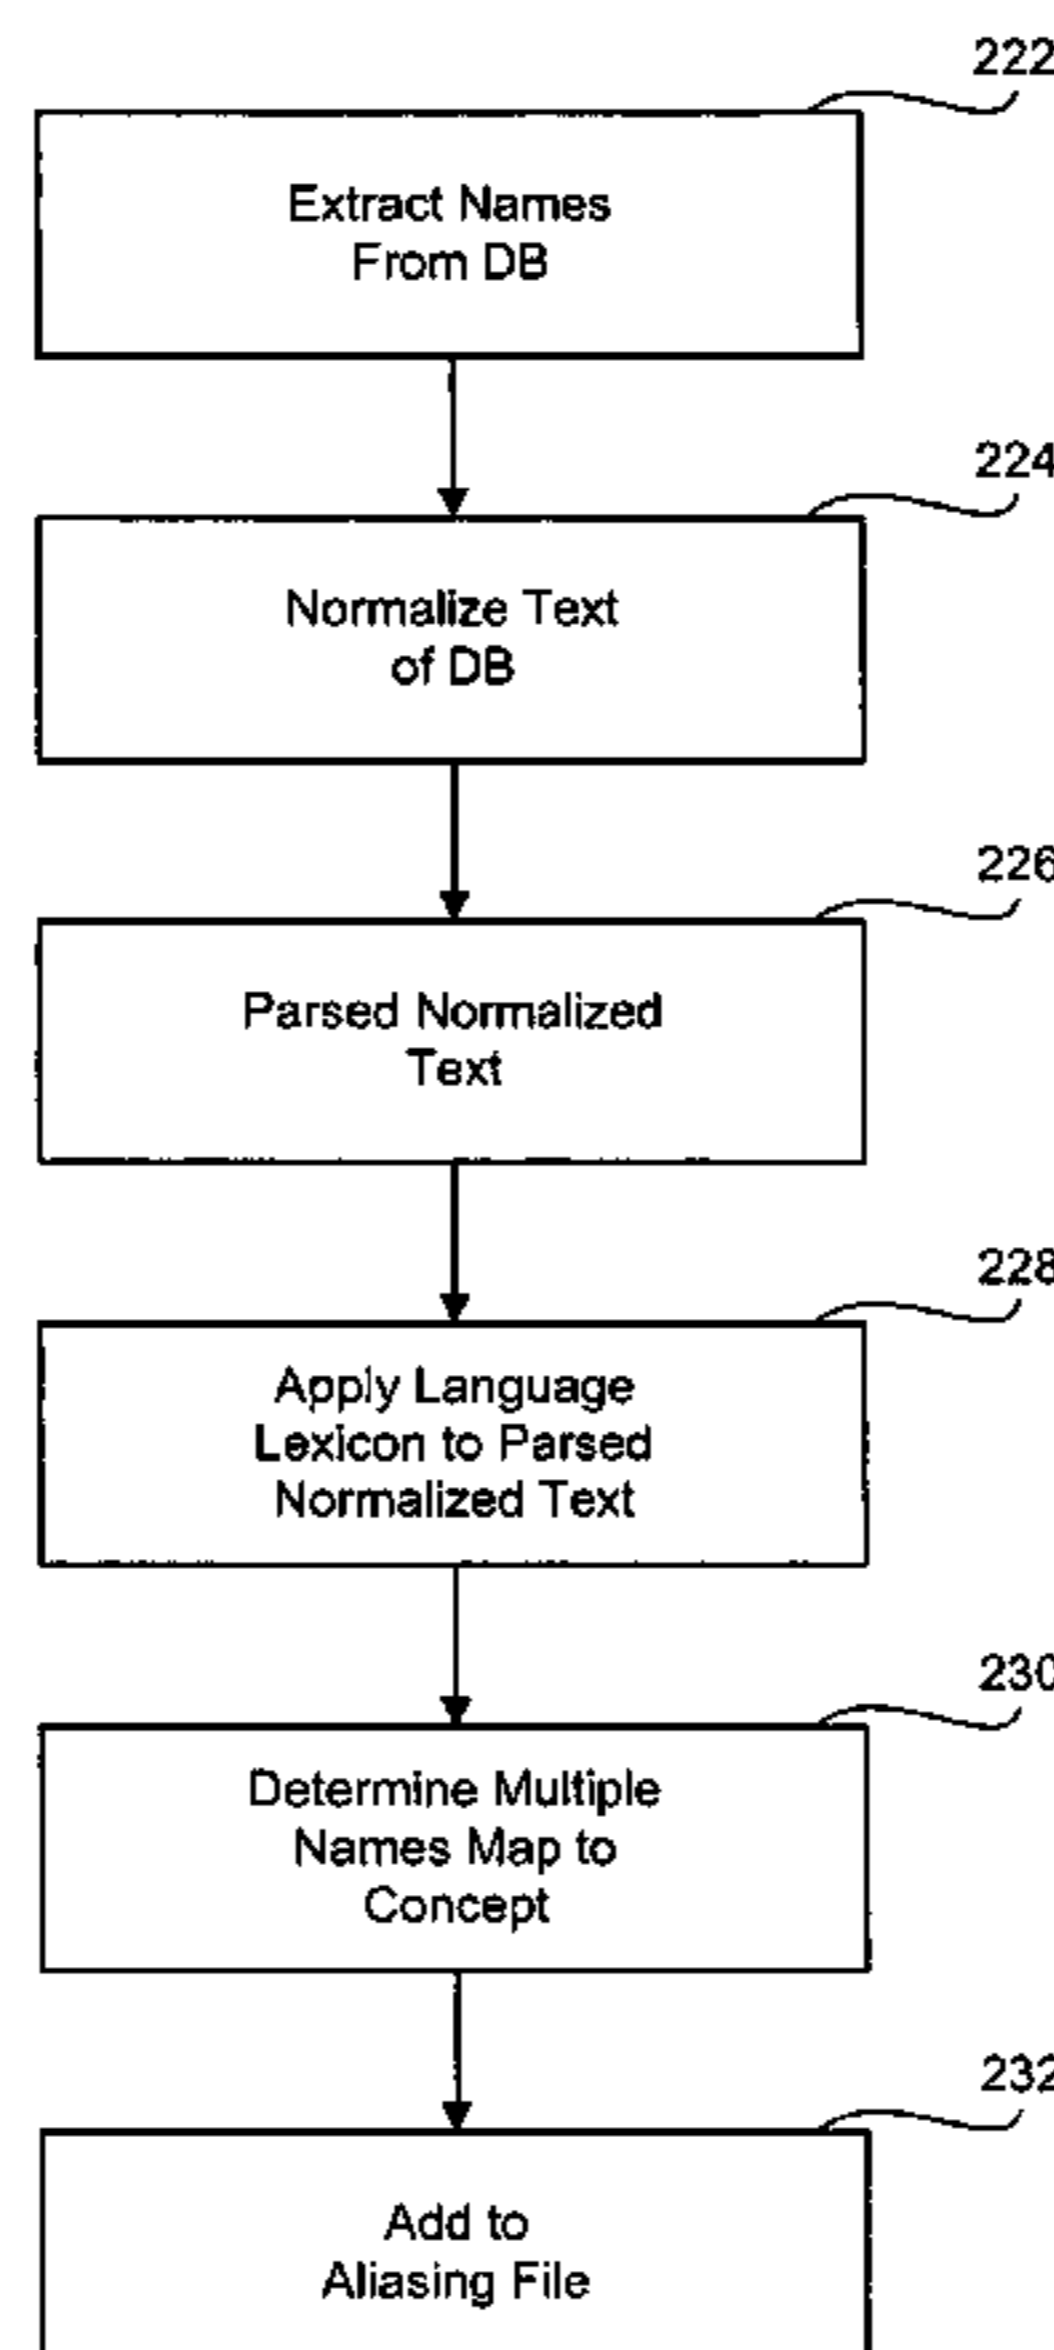 222
Extract Names
From DB
224
Normalize Text
of DB
226
Parsed Normalized
Text
228
Apply Language
Lexicon to Parsed
Normalized Text
230
Determine Multiple
Names Map to
Concept
232
Add to
Aliasing File